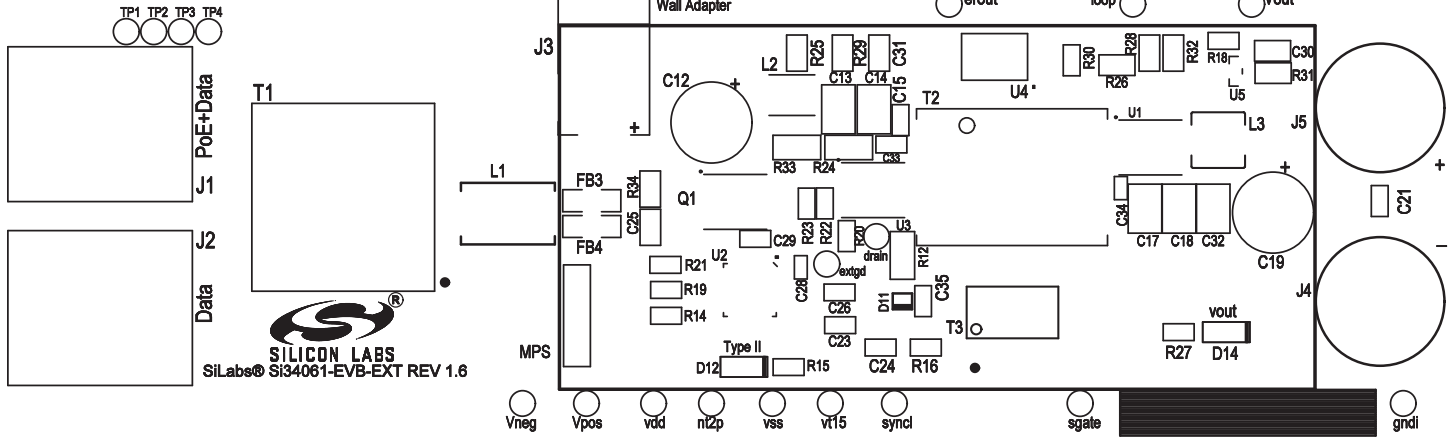 TP1 TP2 TP3 TP4
Wall Adapter
erout
loop
Vout
J3
PoE+Data
J1
T1
L1
C12
+
+
L2
R25
R29
C31
C13 C14
C15
R33
R24
C33
U4
T2
R30
R26
R28
R32
R18
U5
C30
R31
U1
L3
J5
+
FB3
R34
C25
FB4
Q1
R23
R22
R20
U3
R12
drain
C34
C17 C18 C32
+
C19
C21
J2
Data
R21
R19
R14
U2
C29
C28
extgd
C26
C23
D11
C35
T3
–
J4
®
SILICON LABS
SiLabs® Si34061-EVB-EXT REV 1.6
MPS
Type II
D12
R15
C24 R16
R27
vout
D14
Vneg
Vpos
vdd
nt2p
vss
vt15
syncl
sgate
gndi